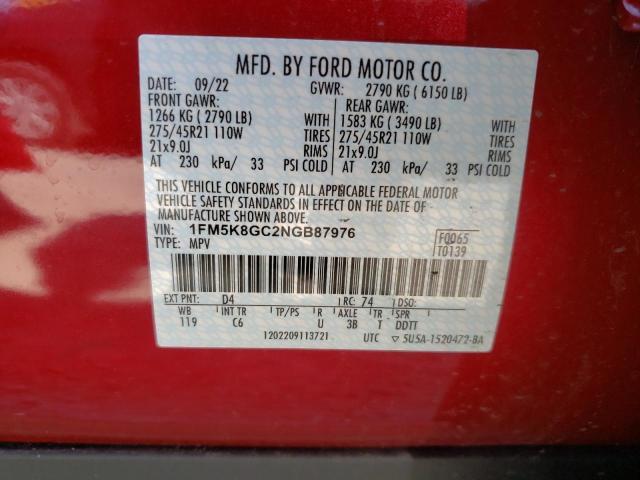 MFD. BY FORD MOTOR CO.
DATE: 09/22 GVWR: 2790 KG ( 6150 LB)
FRONT GAWR: REAR GAWR:
1266 KG ( 2790 LB) WITH 1583 KG ( 3490 LB) WITH
275/45R21 110W TIRES 275/45R21 110W TIRES
21x9.0J RIMS 21x9.0J RIMS
AT 230 kPa/ 33 PSI COLD AT 230 kPa/ 33 PSI COLD
THIS VEHICLE CONFORMS TO ALL APPLICABLE FEDERAL MOTOR
VEHICLE SAFETY STANDARDS IN EFFECT ON THE DATE OF
MANUFACTURE SHOWN ABOVE.
VIN: 1FM5K8GC2NGB87976 F0065
TYPE: MPV T0139
EXT PNT: D4 RC: 74 DSO:
WB INT TR TP/PS R AXLE TR SPR
119 C6 U 3B T DDTT
1202209113721 UTC ▽ 5U5A-1520472-BA